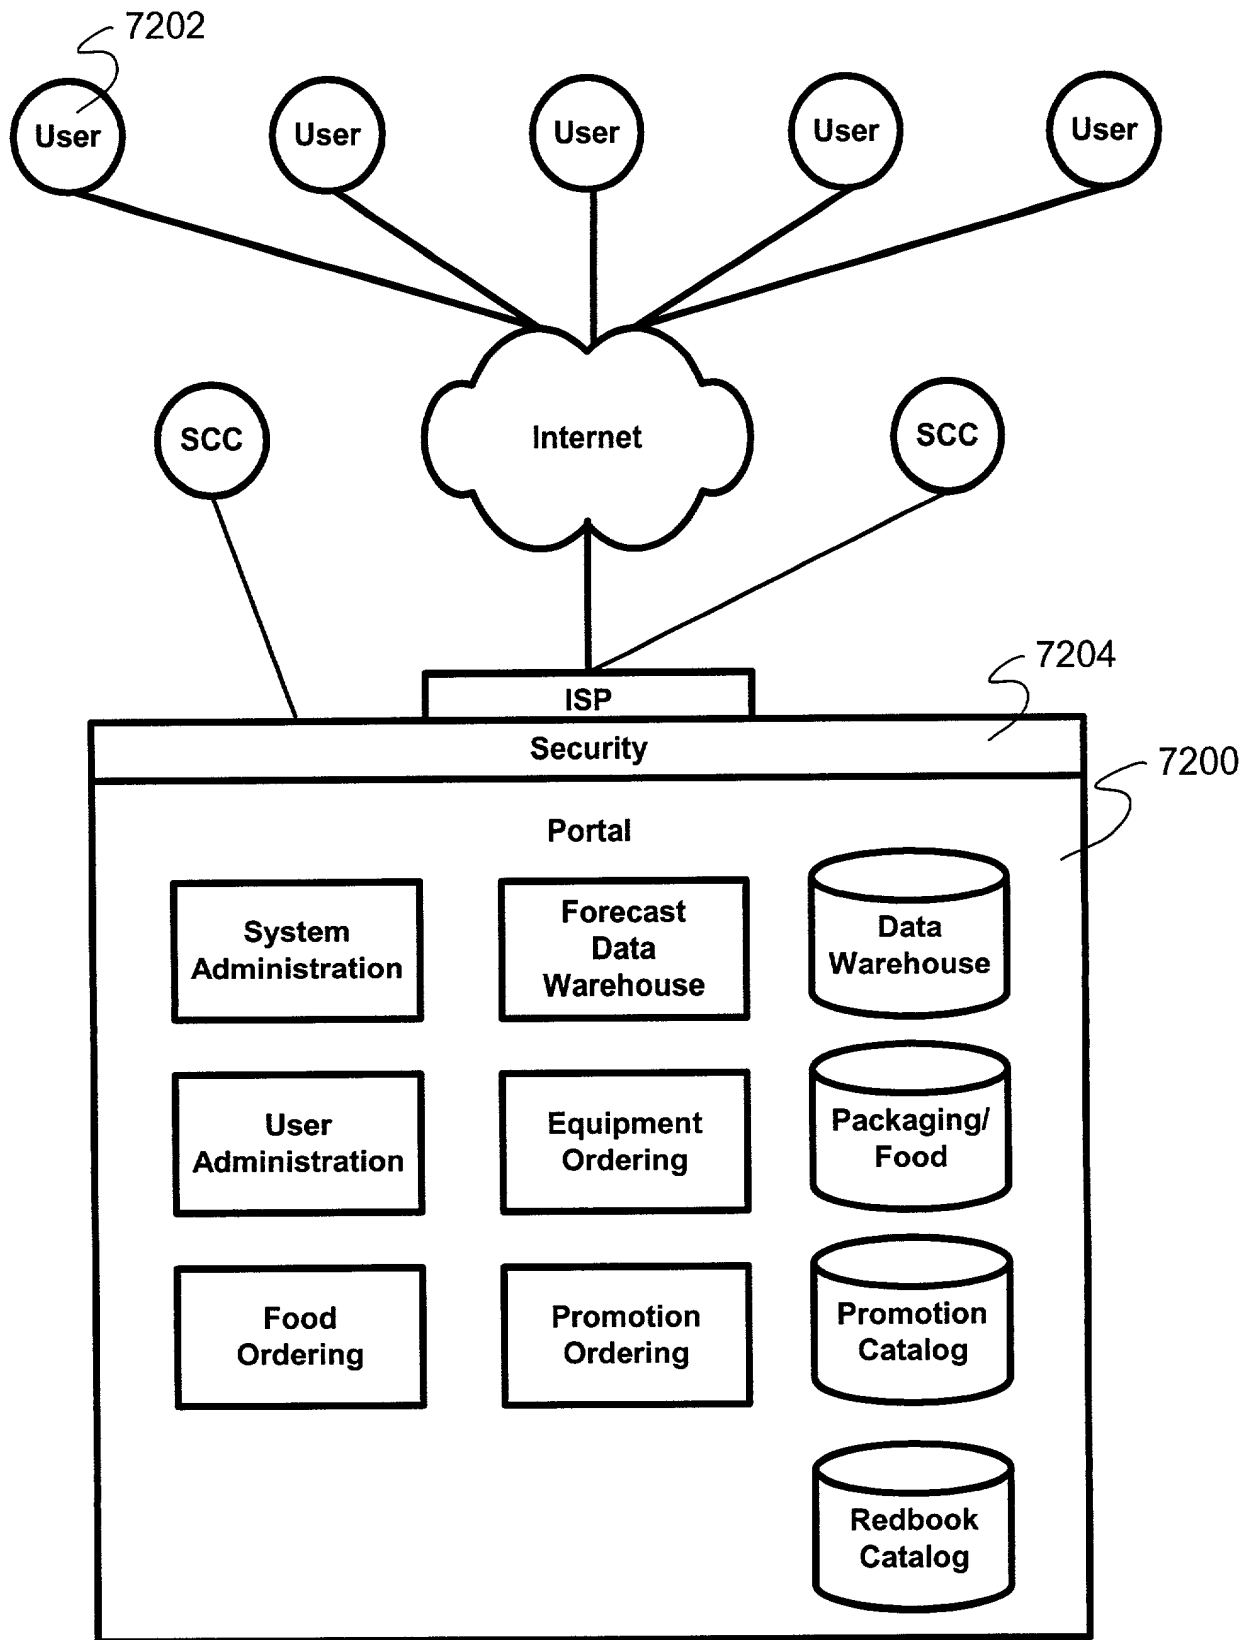 7202
User
User
User
User
User
SCC
Internet
SCC
7204
ISP
Security
7200
Portal
System
Administration
Forecast
Data
Warehouse
Data
Warehouse
User
Administration
Equipment
Ordering
Packaging/
Food
Food
Ordering
Promotion
Ordering
Promotion
Catalog
Redbook
Catalog